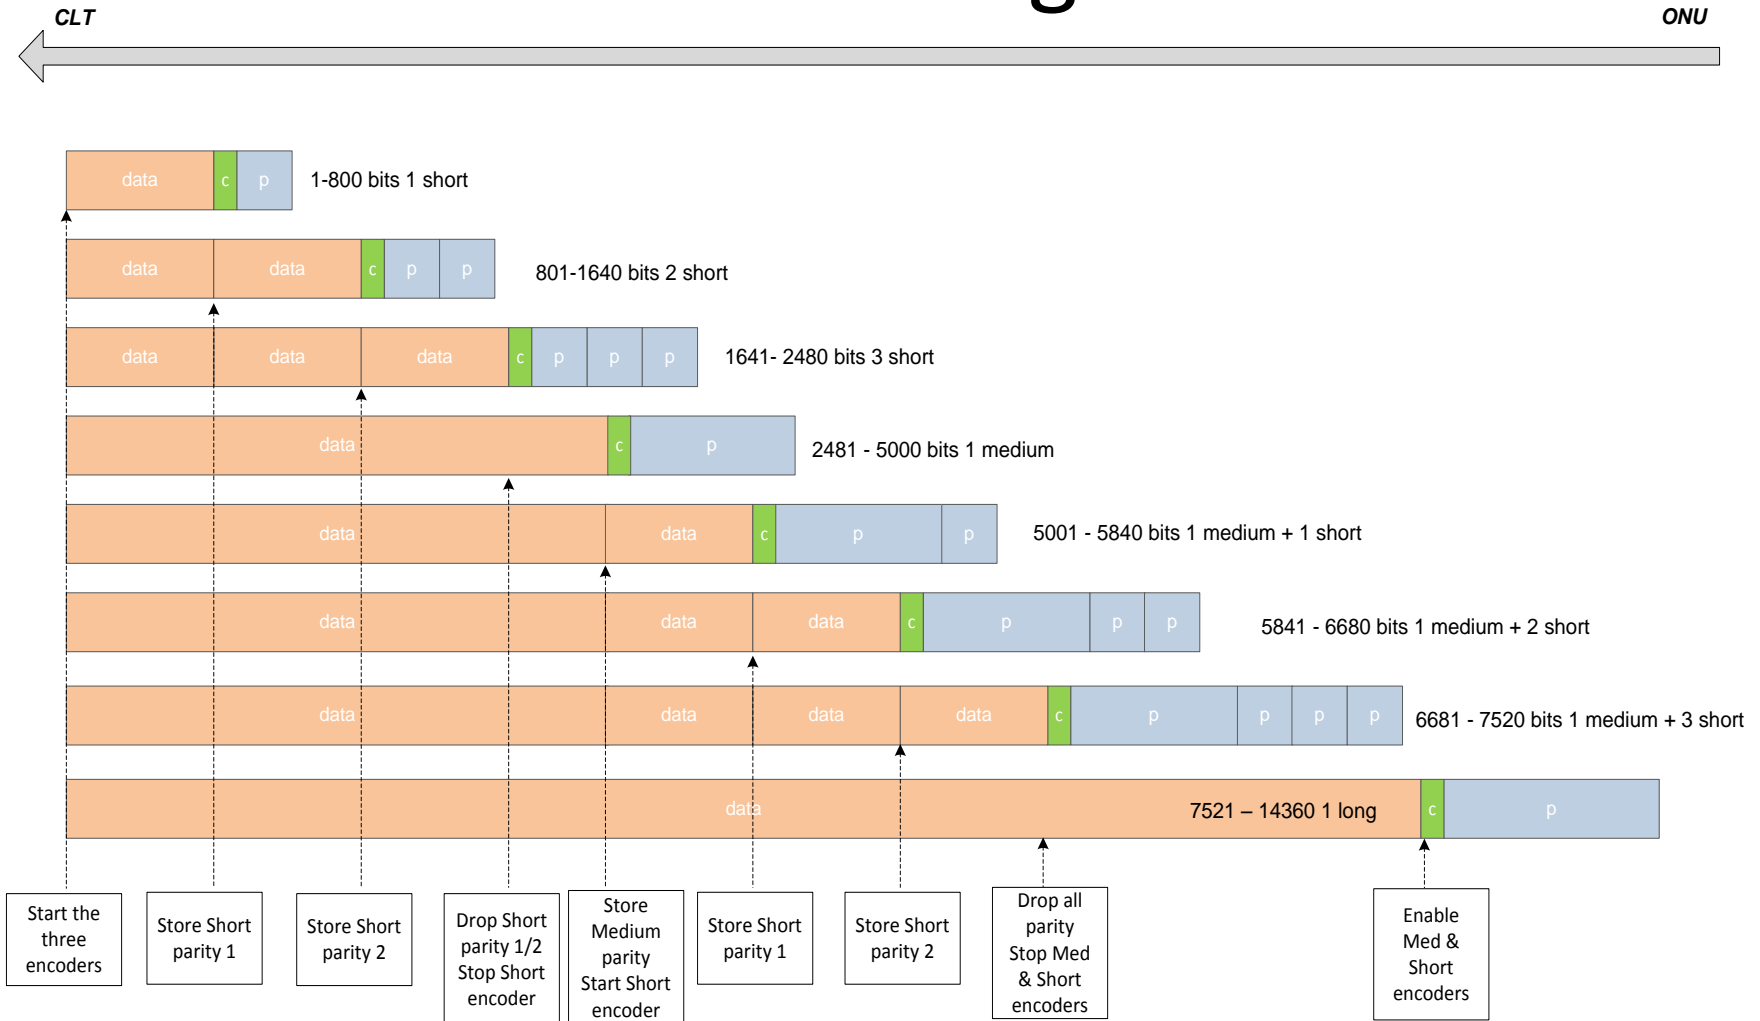 g
CLT
ONU
data c p
1-800 bits 1 short
data data c p p
801-1640 bits 2 short
data data data c p p p
1641- 2480 bits 3 short
data c p
2481 - 5000 bits 1 medium
data data c p p
5001 - 5840 bits 1 medium + 1 short
data data data c p p p
5841 - 6680 bits 1 medium + 2 short
data data data data c p p p p
6681 - 7520 bits 1 medium + 3 short
data 7521 – 14360 1 long c p
Start the
three
encoders
Store Short
parity 1
Store Short
parity 2
Drop Short
parity 1/2
Stop Short
encoder
Store
Medium
parity
Start Short
encoder
Store Short
parity 1
Store Short
parity 2
Drop all
parity
Stop Med
& Short
encoders
Enable
Med &
Short
encoders